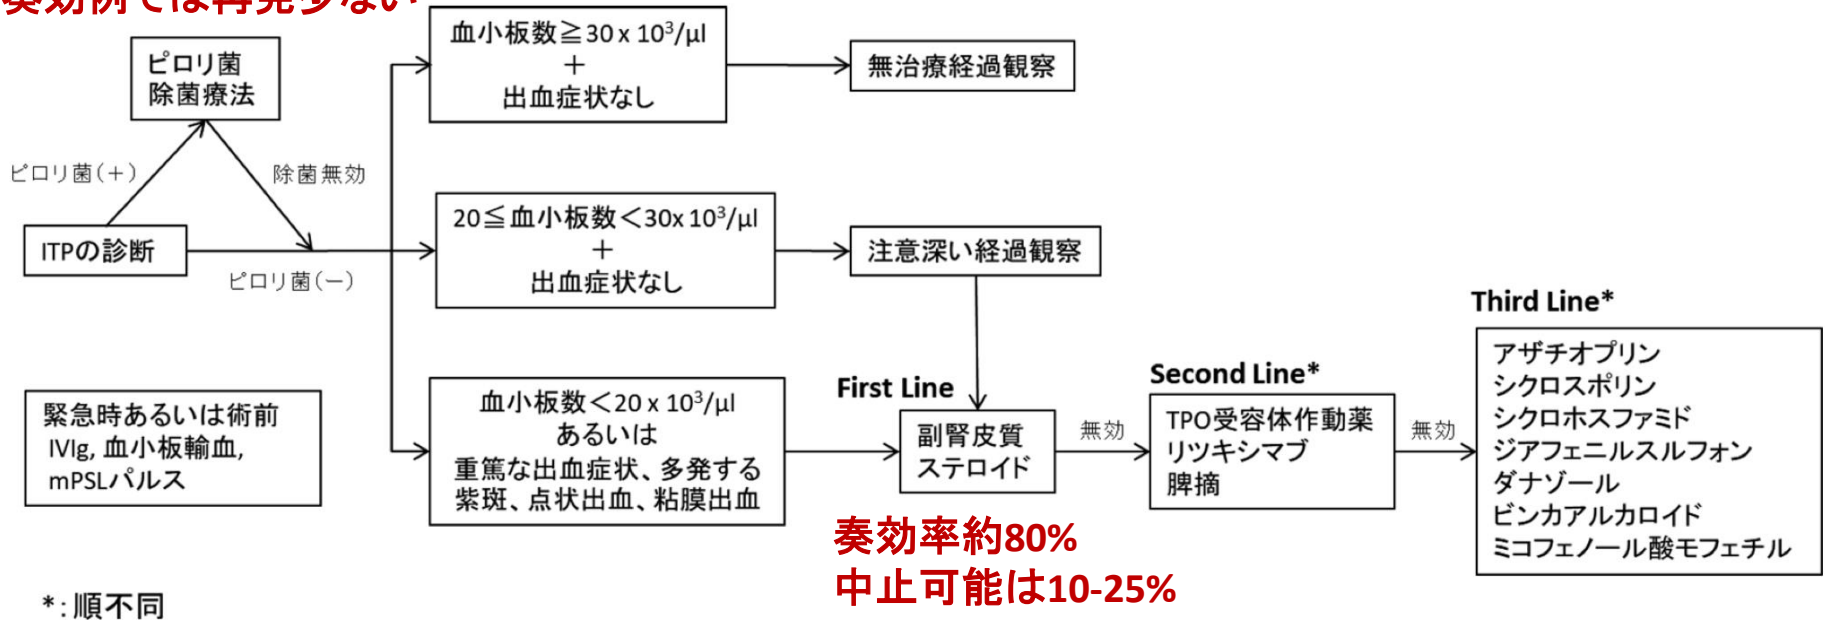 奏効例では再発少ない
ピロリ菌
除菌療法
ピロリ菌(＋)
除菌無効
ITPの診断
ピロリ菌(－)
血小板数≧30 x 10³/μl
＋
出血症状なし
無治療経過観察
20≦血小板数＜30x 10³/μl
＋
出血症状なし
注意深い経過観察
緊急時あるいは術前
IVIg, 血小板輸血,
mPSLパルス
血小板数＜20 x 10³/μl
あるいは
重篤な出血症状、多発する
紫斑、点状出血、粘膜出血
First Line
副腎皮質
ステロイド
無効
Second Line*
TPO受容体作動薬
リツキシマブ
脾摘
無効
Third Line*
アザチオプリン
シクロスポリン
シクロホスファミド
ジアフェニルスルフォン
ダナゾール
ビンカアルカロイド
ミコフェノール酸モフェチル
奏効率約80%
中止可能は10-25%
*：順不同